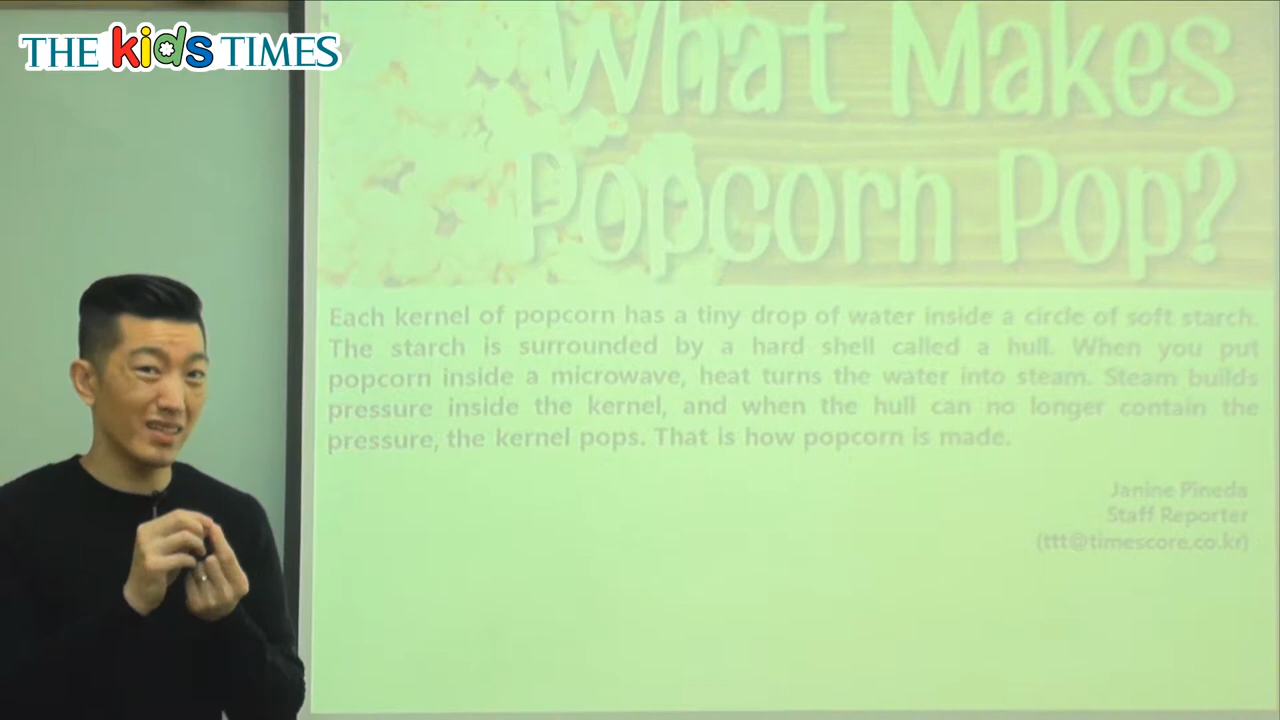 THE kids TIMES
What Makes
Popcorn Pop?
Each kernel of popcorn has a tiny drop of water inside a circle of soft starch.
The starch is surrounded by a hard shell called a hull. When you put
popcorn inside a microwave, heat turns the water into steam. Steam builds
pressure inside the kernel, and when the hull can no longer contain the
pressure, the kernel pops. That is how popcorn is made.
Janine Pineda
Staff Reporter
(ttt@timescore.co.kr)